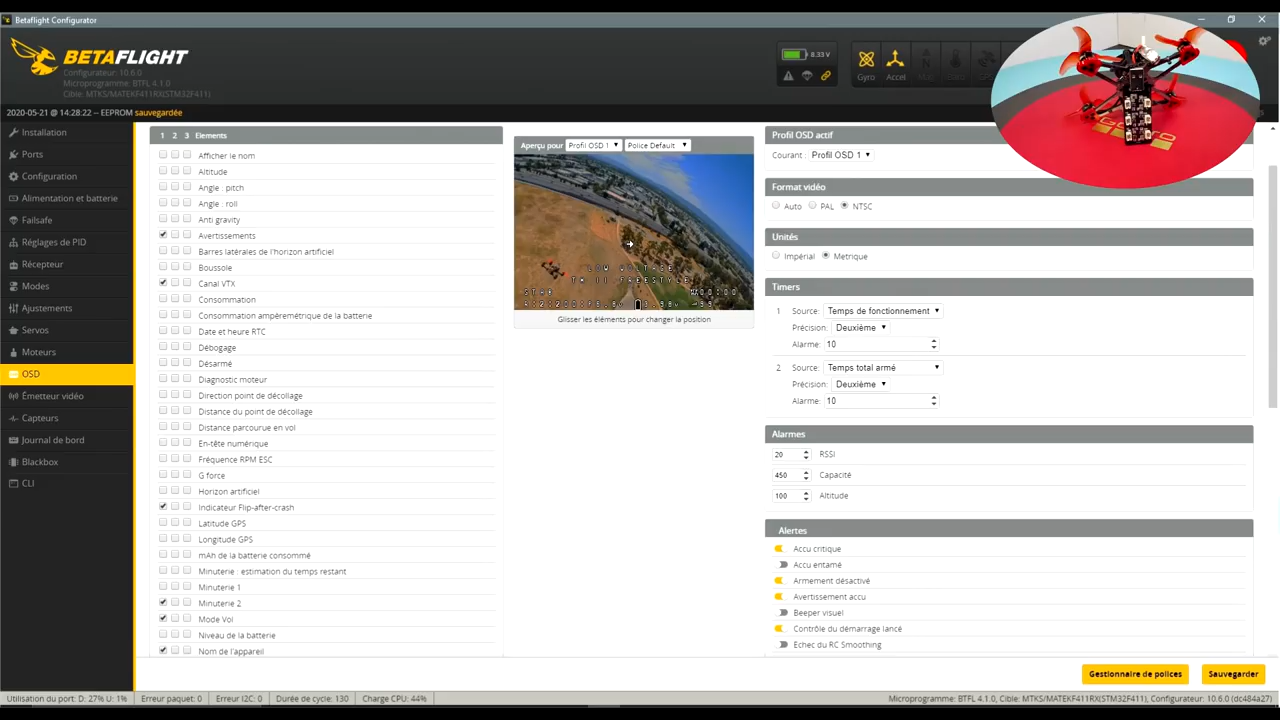 Betaflight Configurator
BETAFLIGHT
Configurateur: 10.6.0
Microprogramme: BTFL 4.1.0
Cible: MTKS/MATEKF411RX(STM32F411)
8.33 V
Gyro
Accel
2020-05-21 @ 14:28:22 -- EEPROM sauvegardée
Installation
Ports
Configuration
Alimentation et batterie
Failsafe
Réglages de PID
Récepteur
Modes
Ajustements
Servos
Moteurs
OSD
Émetteur vidéo
Capteurs
Journal de bord
Blackbox
CLI
1 2 3 Elements
Afficher le nom
Altitude
Angle : pitch
Angle : roll
Anti gravity
Avertissements
Barres latérales de l'horizon artificiel
Boussole
Canal VTX
Consommation
Consommation ampéremétrique de la batterie
Date et heure RTC
Débogage
Désarmé
Diagnostic moteur
Direction point de décollage
Distance du point de décollage
Distance parcourue en vol
En-tête numérique
Fréquence RPM ESC
G force
Horizon artificiel
Indicateur Flip-after-crash
Latitude GPS
Longitude GPS
mAh de la batterie consommé
Minuterie : estimation du temps restant
Minuterie 1
Minuterie 2
Mode Vol
Niveau de la batterie
Nom de l'appareil
Aperçu pour Profil OSD 1 Police Default
LOW VOLTAGE
Glisser les éléments pour changer la position
Profil OSD actif
Courant : Profil OSD 1
Format vidéo
Auto PAL NTSC
Unités
Impérial Metrique
Timers
1 Source: Temps de fonctionnement
Précision: Deuxième
Alarme: 10
2 Source: Temps total armé
Précision: Deuxième
Alarme: 10
Alarmes
20 RSSI
450 Capacité
100 Altitude
Alertes
Accu critique
Accu entamé
Armement désactivé
Avertissement accu
Beeper visuel
Contrôle du démarrage lancé
Échec du RC Smoothing
Gestionnaire de polices
Sauvegarder
Utilisation du port: D: 27% U: 1% Erreur paquet: 0 Erreur I2C: 0 Durée de cycle: 130 Charge CPU: 44% Microprogramme: BTFL 4.1.0, Cible: MTKS/MATEKF411RX(STM32F411), Configurateur: 10.6.0 (dc484a27)